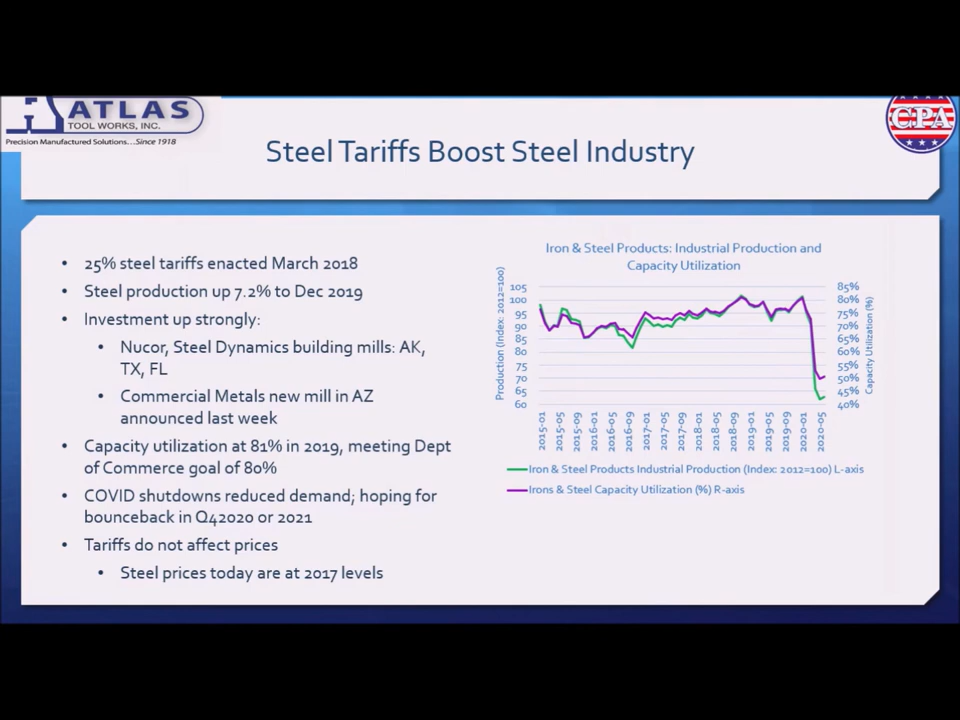 ATLAS
TOOL WORKS, INC.
Precision Manufactured Solutions...Since 1918
CPA
Steel Tariffs Boost Steel Industry
• 25% steel tariffs enacted March 2018
• Steel production up 7.2% to Dec 2019
• Investment up strongly:
• Nucor, Steel Dynamics building mills: AK,
TX, FL
• Commercial Metals new mill in AZ
announced last week
• Capacity utilization at 81% in 2019, meeting Dept
of Commerce goal of 80%
• COVID shutdowns reduced demand; hoping for
bounceback in Q42020 or 2021
• Tariffs do not affect prices
• Steel prices today are at 2017 levels
Iron & Steel Products: Industrial Production and
Capacity Utilization
Production (Index: 2012=100)
105
100
95
90
85
80
75
70
65
60
85%
80%
75%
70%
65%
60%
55%
50%
45%
40%
Capacity Utilization (%)
2015-01
2015-05
2015-09
2016-01
2016-05
2016-09
2017-01
2017-05
2017-09
2018-01
2018-05
2018-09
2019-01
2019-05
2019-09
2020-01
2020-05
Iron & Steel Products Industrial Production (Index: 2012=100) L-axis
Irons & Steel Capacity Utilization (%) R-axis